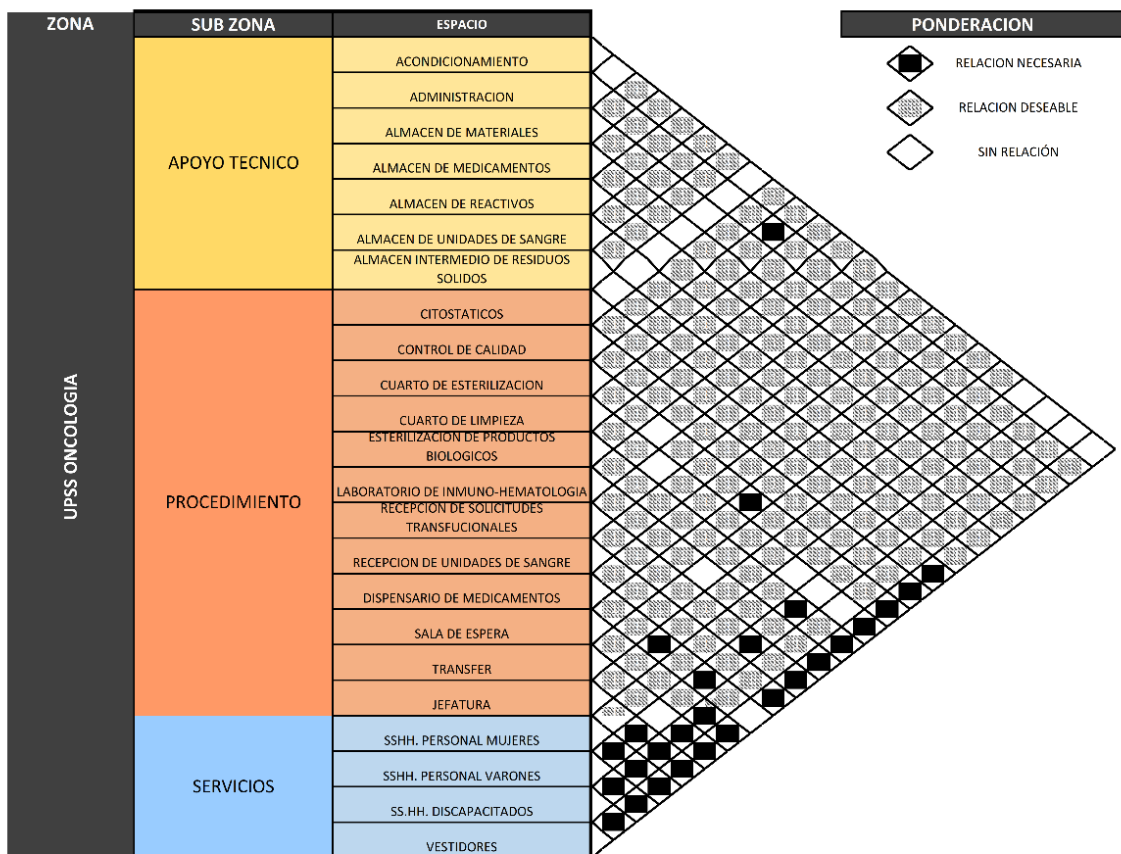 ZONA
SUB ZONA
ESPACIO
PONDERACION
RELACION NECESARIA
RELACION DESEABLE
SIN RELACIÓN
UPSS ONCOLOGIA
APOYO TECNICO
ACONDICIONAMIENTO
ADMINISTRACION
ALMACEN DE MATERIALES
ALMACEN DE MEDICAMENTOS
ALMACEN DE REACTIVOS
ALMACEN DE UNIDADES DE SANGRE
ALMACEN INTERMEDIO DE RESIDUOS
SOLIDOS
PROCEDIMIENTO
CITOSTATICOS
CONTROL DE CALIDAD
CUARTO DE ESTERILIZACION
CUARTO DE LIMPIEZA
ESTERILIZACION DE PRODUCTOS
BIOLOGICOS
LABORATORIO DE INMUNO-HEMATOLOGIA
RECEPCION DE SOLICITUDES
TRANSFUCIONALES
RECEPCION DE UNIDADES DE SANGRE
DISPENSARIO DE MEDICAMENTOS
SALA DE ESPERA
TRANSFER
JEFATURA
SERVICIOS
SSHH. PERSONAL MUJERES
SSHH. PERSONAL VARONES
SS.HH. DISCAPACITADOS
VESTIDORES